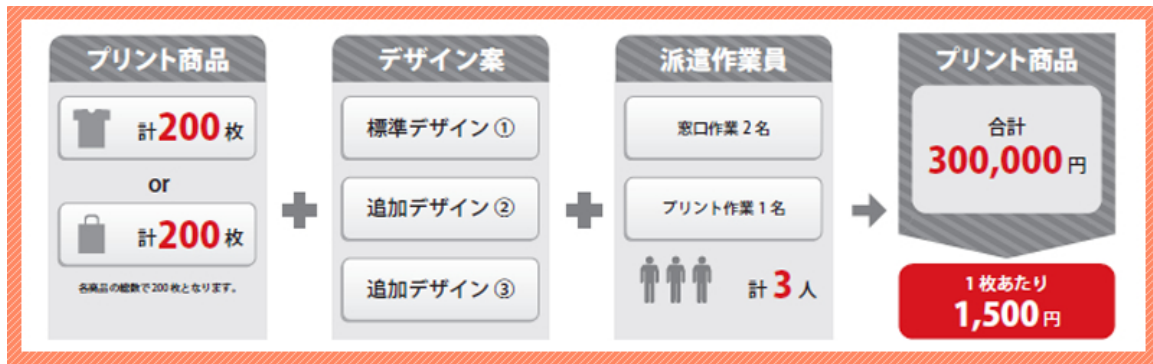 プリント商品
計200枚
or
計200枚
各商品の総数で200枚となります。
デザイン案
標準デザイン①
追加デザイン②
追加デザイン③
派遣作業員
窓口作業2名
プリント作業1名
計3人
プリント商品
合計
300,000円
1枚あたり
1,500円